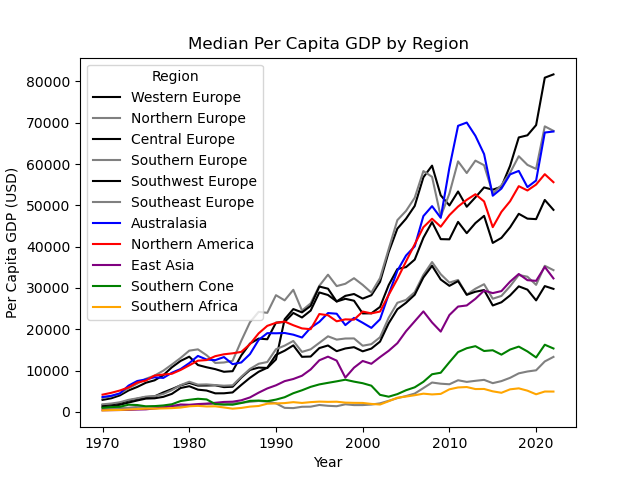 Median Per Capita GDP by Region
Per Capita GDP (USD)
80000
70000
60000
50000
40000
30000
20000
10000
0
Region
Western Europe
Northern Europe
Central Europe
Southern Europe
Southwest Europe
Southeast Europe
Australasia
Northern America
East Asia
Southern Cone
Southern Africa
1970
1980
1990
2000
2010
2020
Year